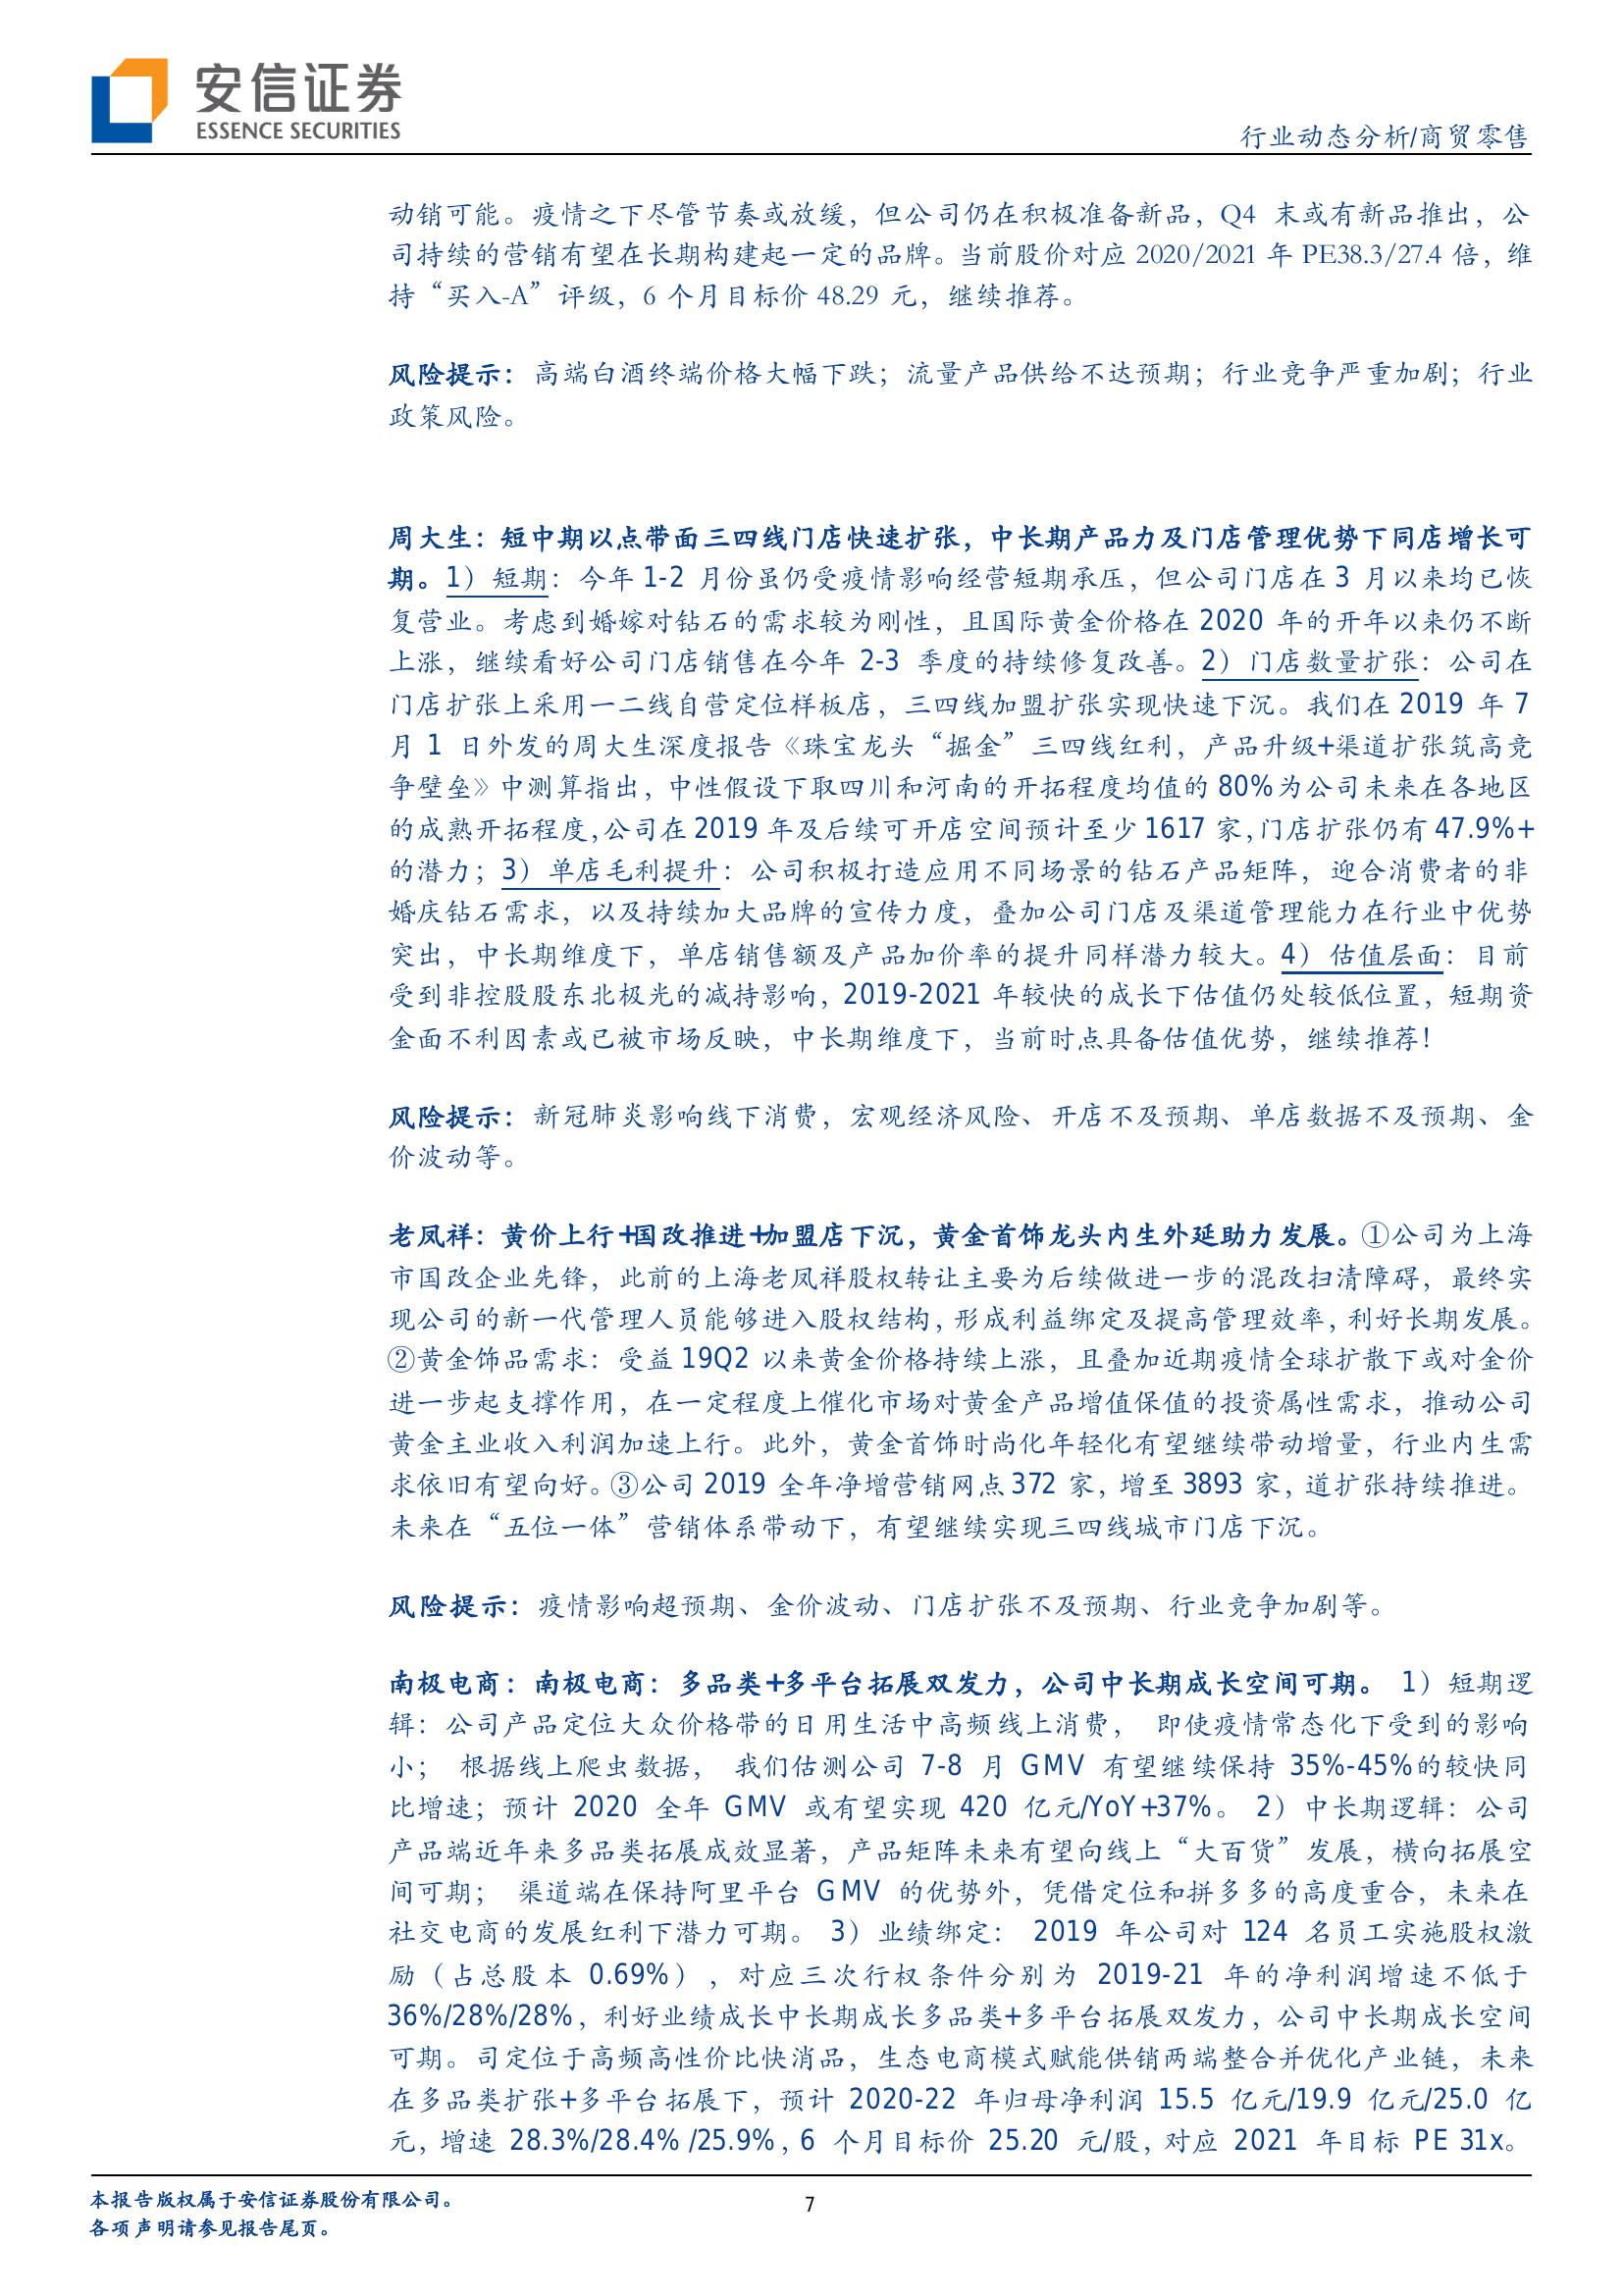 安信证券
ESSENCE SECURITIES
行业动态分析/商贸零售
动销可能。疫情之下尽管节奏或放缓，但公司仍在积极准备新品，Q4 末或有新品推出，公
司持续的营销有望在长期构建起一定的品牌。当前股价对应 2020/2021 年 PE38.3/27.4 倍，维
持“买入-A”评级，6 个月目标价 48.29 元，继续推荐。
风险提示：高端白酒终端价格大幅下跌；流量产品供给不达预期；行业竞争严重加剧；行业
政策风险。
周大生：短中期以点带面三四线门店快速扩张，中长期产品力及门店管理优势下同店增长可
期。1）短期：今年 1-2 月份虽仍受疫情影响经营短期承压，但公司门店在 3 月以来均已恢
复营业。考虑到婚嫁对钻石的需求较为刚性，且国际黄金价格在 2020 年的开年以来仍不断
上涨，继续看好公司门店销售在今年 2-3 季度的持续修复改善。2）门店数量扩张：公司在
门店扩张上采用一二线自营定位样板店，三四线加盟扩张实现快速下沉。我们在 2019 年 7
月 1 日外发的周大生深度报告《珠宝龙头“掘金”三四线红利，产品升级+渠道扩张筑高竞
争壁垒》中测算指出，中性假设下取四川和河南的开拓程度均值的 80%为公司未来在各地区
的成熟开拓程度，公司在 2019 年及后续可开店空间预计至少 1617 家，门店扩张仍有 47.9%+
的潜力；3）单店毛利提升：公司积极打造应用不同场景的钻石产品矩阵，迎合消费者的非
婚庆钻石需求，以及持续加大品牌的宣传力度，叠加公司门店及渠道管理能力在行业中优势
突出，中长期维度下，单店销售额及产品加价率的提升同样潜力较大。4）估值层面：目前
受到非控股股东北极光的减持影响，2019-2021 年较快的成长下估值仍处较低位置，短期资
金面不利因素或已被市场反映，中长期维度下，当前时点具备估值优势，继续推荐！
风险提示：新冠肺炎影响线下消费，宏观经济风险、开店不及预期、单店数据不及预期、金
价波动等。
老凤祥：黄价上行+国改推进+加盟店下沉，黄金首饰龙头内生外延助力发展。①公司为上海
市国改企业先锋，此前的上海老凤祥股权转让主要为后续做进一步的混改扫清障碍，最终实
现公司的新一代管理人员能够进入股权结构，形成利益绑定及提高管理效率，利好长期发展。
②黄金饰品需求：受益 19Q2 以来黄金价格持续上涨，且叠加近期疫情全球扩散下或对金价
进一步起支撑作用，在一定程度上催化市场对黄金产品增值保值的投资属性需求，推动公司
黄金主业收入利润加速上行。此外，黄金首饰时尚化年轻化有望继续带动增量，行业内生需
求依旧有望向好。③公司 2019 全年净增营销网点 372 家，增至 3893 家，道扩张持续推进。
未来在“五位一体”营销体系带动下，有望继续实现三四线城市门店下沉。
风险提示：疫情影响超预期、金价波动、门店扩张不及预期、行业竞争加剧等。
南极电商：南极电商：多品类+多平台拓展双发力，公司中长期成长空间可期。 1）短期逻
辑：公司产品定位大众价格带的日用生活中高频线上消费， 即使疫情常态化下受到的影响
小； 根据线上爬虫数据， 我们估测公司 7-8 月 GMV 有望继续保持 35%-45%的较快同
比增速；预计 2020 全年 GMV 或有望实现 420 亿元/YoY+37%。 2）中长期逻辑：公司
产品端近年来多品类拓展成效显著，产品矩阵未来有望向线上“大百货”发展，横向拓展空
间可期； 渠道端在保持阿里平台 GMV 的优势外，凭借定位和拼多多的高度重合，未来在
社交电商的发展红利下潜力可期。 3）业绩绑定： 2019 年公司对 124 名员工实施股权激
励（占总股本 0.69%），对应三次行权条件分别为 2019-21 年的净利润增速不低于
36%/28%/28%，利好业绩成长中长期成长多品类+多平台拓展双发力，公司中长期成长空间
可期。司定位于高频高性价比快消品，生态电商模式赋能供销两端整合并优化产业链，未来
在多品类扩张+多平台拓展下，预计 2020-22 年归母净利润 15.5 亿元/19.9 亿元/25.0 亿
元，增速 28.3%/28.4% /25.9%，6 个月目标价 25.20 元/股，对应 2021 年目标 PE 31x。
本报告版权属于安信证券股份有限公司。
7
各项声明请参见报告尾页。